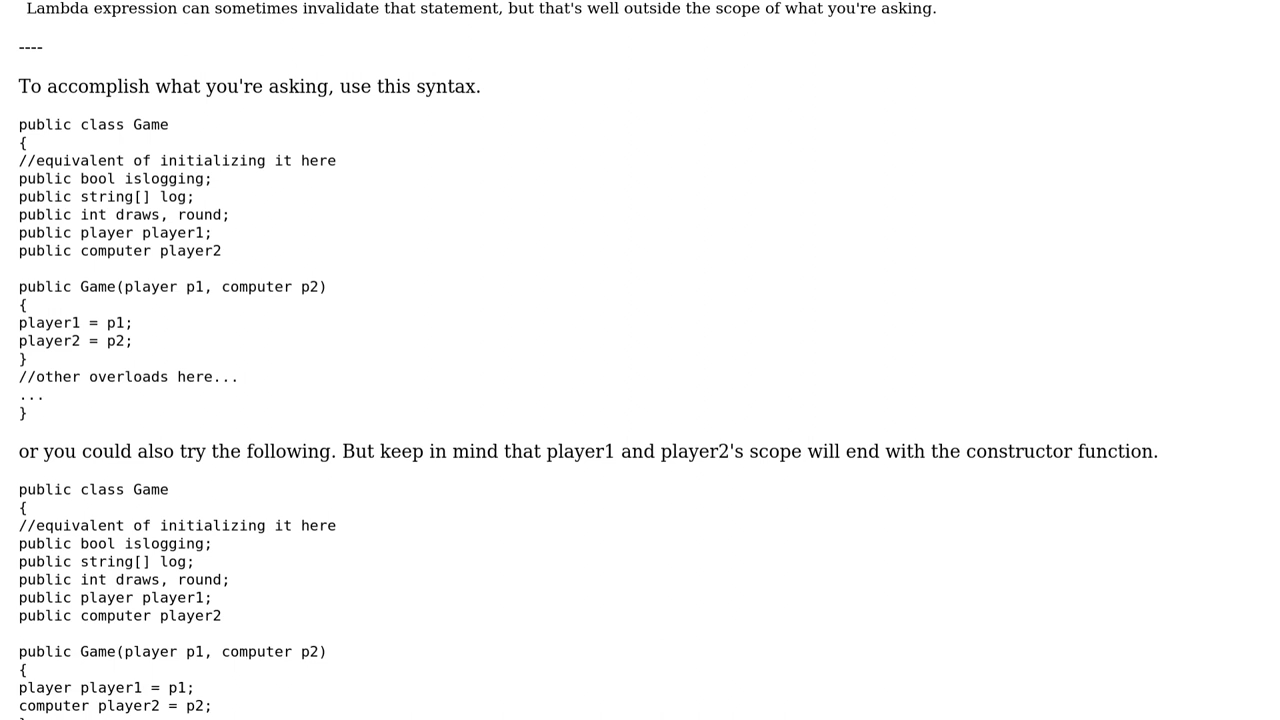 Lambda expression can sometimes invalidate that statement, but that's well outside the scope of what you're asking.
----
To accomplish what you're asking, use this syntax.
public class Game
{
//equivalent of initializing it here
public bool islogging;
public string[] log;
public int draws, round;
public player player1;
public computer player2
public Game(player p1, computer p2)
{
player1 = p1;
player2 = p2;
}
//other overloads here...
...
}
or you could also try the following. But keep in mind that player1 and player2's scope will end with the constructor function.
public class Game
{
//equivalent of initializing it here
public bool islogging;
public string[] log;
public int draws, round;
public player player1;
public computer player2
public Game(player p1, computer p2)
{
player player1 = p1;
computer player2 = p2;
}